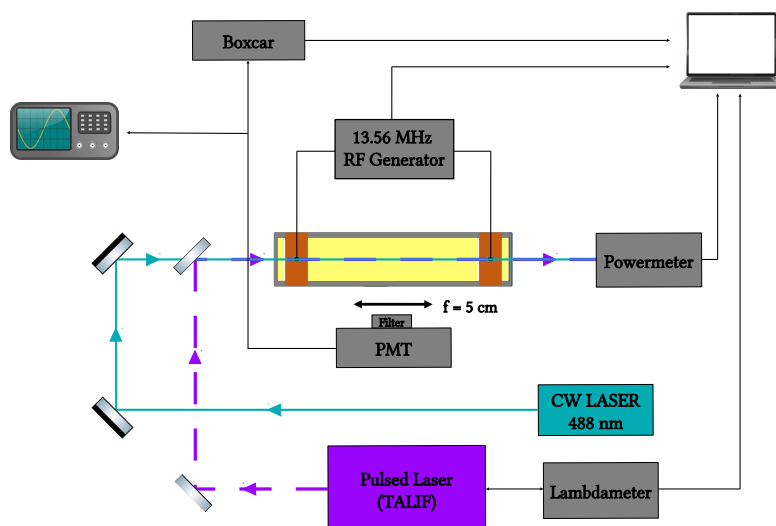 Boxcar
13.56 MHz
RF Generator
Powermeter
f = 5 cm
Filter
PMT
CW LASER
488 nm
Pulsed Laser
(TALIF)
Lambdameter